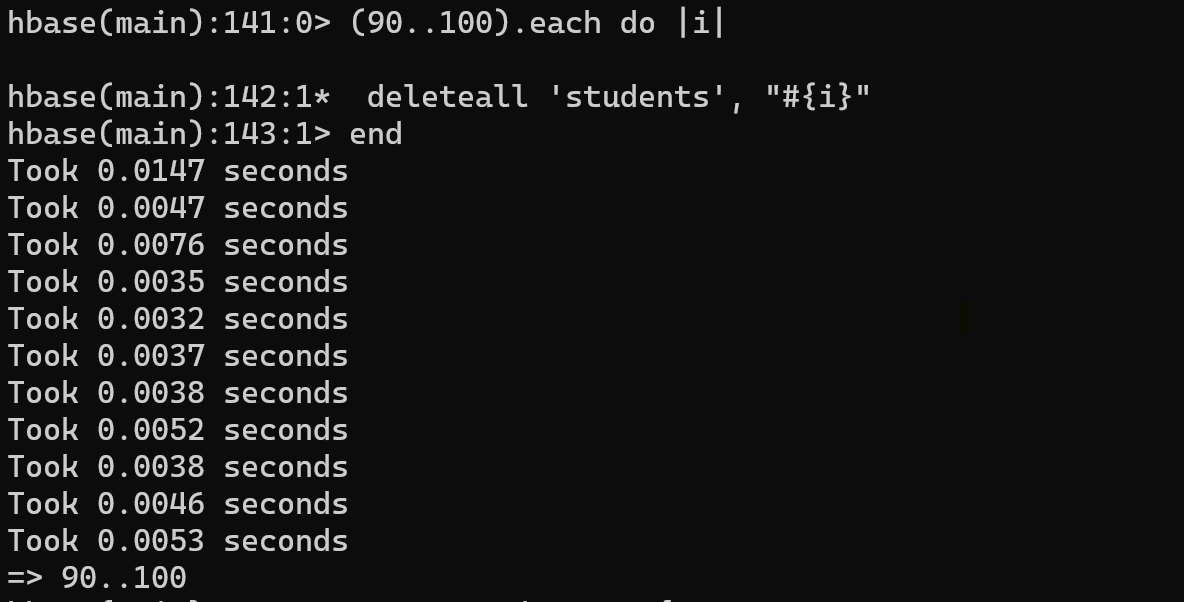 hbase(main):141:0> (90..100).each do |i|
hbase(main):142:1*  deleteall 'students', "#{i}"
hbase(main):143:1> end
Took 0.0147 seconds
Took 0.0047 seconds
Took 0.0076 seconds
Took 0.0035 seconds
Took 0.0032 seconds
Took 0.0037 seconds
Took 0.0038 seconds
Took 0.0052 seconds
Took 0.0038 seconds
Took 0.0046 seconds
Took 0.0053 seconds
=> 90..100